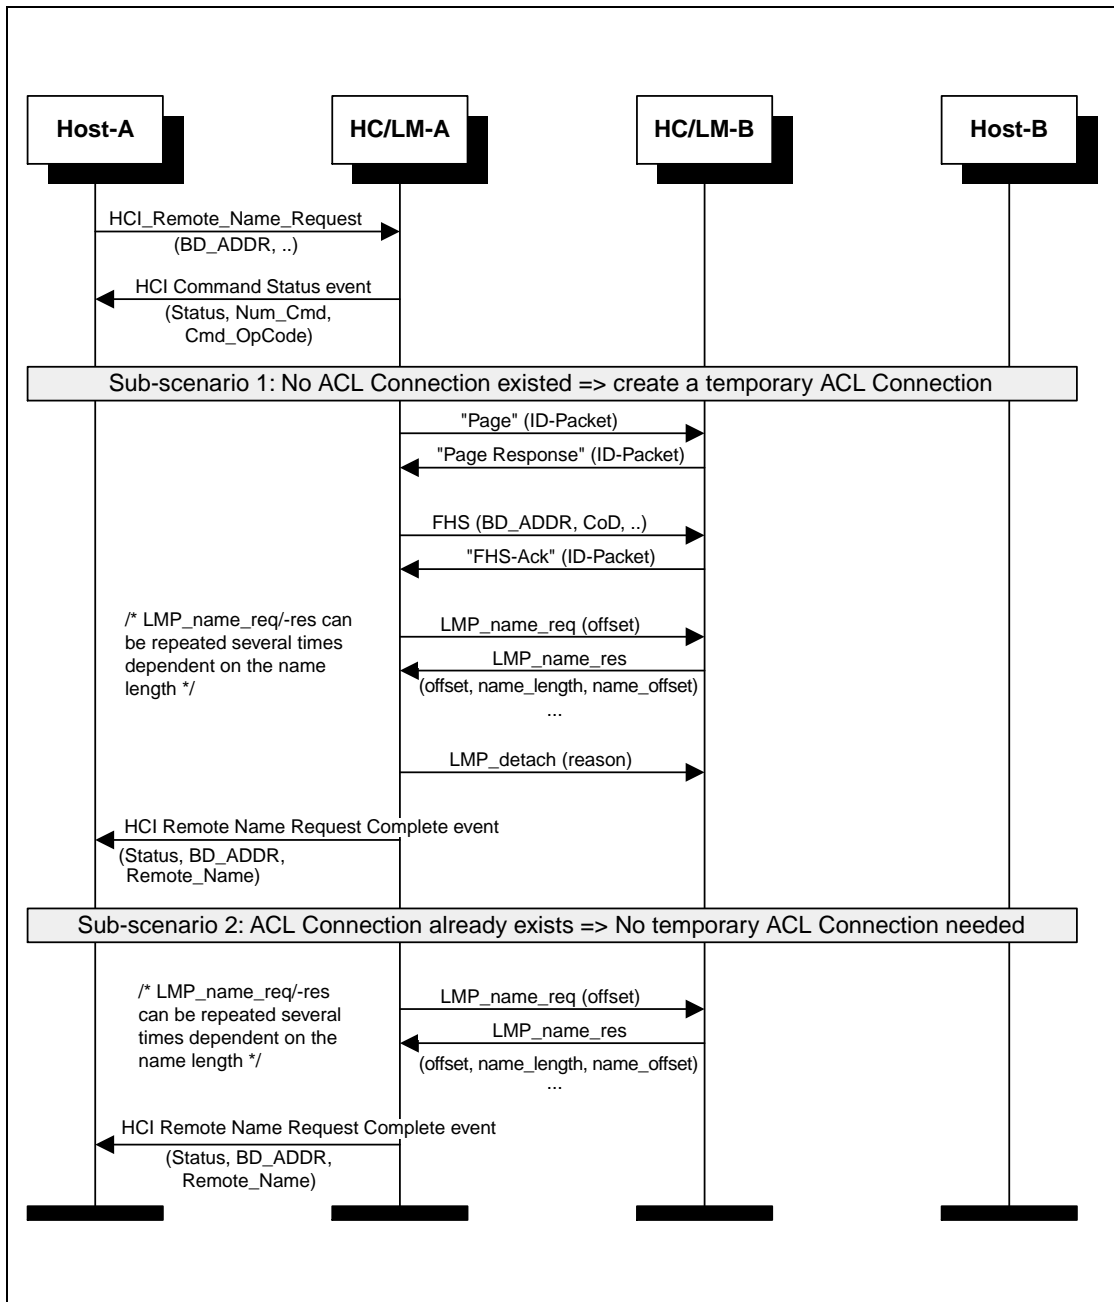 Host-A
HC/LM-A
HC/LM-B
Host-B
HCI_Remote_Name_Request
(BD_ADDR, ..)
HCI Command Status event
(Status, Num_Cmd,
Cmd_OpCode)
Sub-scenario 1: No ACL Connection existed => create a temporary ACL Connection
"Page" (ID-Packet)
"Page Response" (ID-Packet)
FHS (BD_ADDR, CoD, ..)
"FHS-Ack" (ID-Packet)
/* LMP_name_req/-res can
be repeated several times
dependent on the name
length */
LMP_name_req (offset)
LMP_name_res
(offset, name_length, name_offset)
...
LMP_detach (reason)
HCI Remote Name Request Complete event
(Status, BD_ADDR,
Remote_Name)
Sub-scenario 2: ACL Connection already exists => No temporary ACL Connection needed
/* LMP_name_req/-res
can be repeated several
times dependent on the
name length */
LMP_name_req (offset)
LMP_name_res
(offset, name_length, name_offset)
...
HCI Remote Name Request Complete event
(Status, BD_ADDR,
Remote_Name)